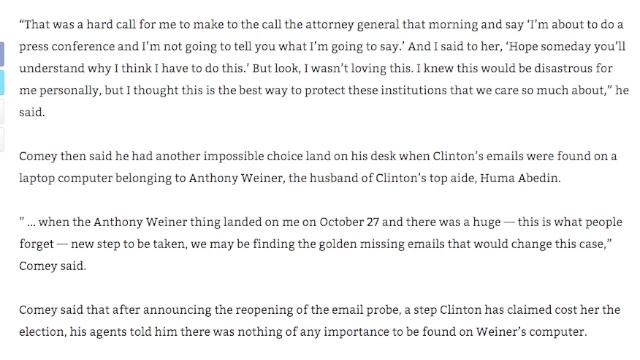 “That was a hard call for me to make to the call the attorney general that morning and say ‘I’m about to do a
press conference and I’m not going to tell you what I’m going to say.’ And I said to her, ‘Hope someday you’ll
understand why I think I have to do this.’ But look, I wasn’t loving this. I knew this would be disastrous for
me personally, but I thought this is the best way to protect these institutions that we care so much about,” he
said.
Comey then said he had another impossible choice land on his desk when Clinton’s emails were found on a
laptop computer belonging to Anthony Weiner, the husband of Clinton’s top aide, Huma Abedin.
” ... when the Anthony Weiner thing landed on me on October 27 and there was a huge — this is what people
forget — new step to be taken, we may be finding the golden missing emails that would change this case,”
Comey said.
Comey said that after announcing the reopening of the email probe, a step Clinton has claimed cost her the
election, his agents told him there was nothing of any importance to be found on Weiner’s computer.